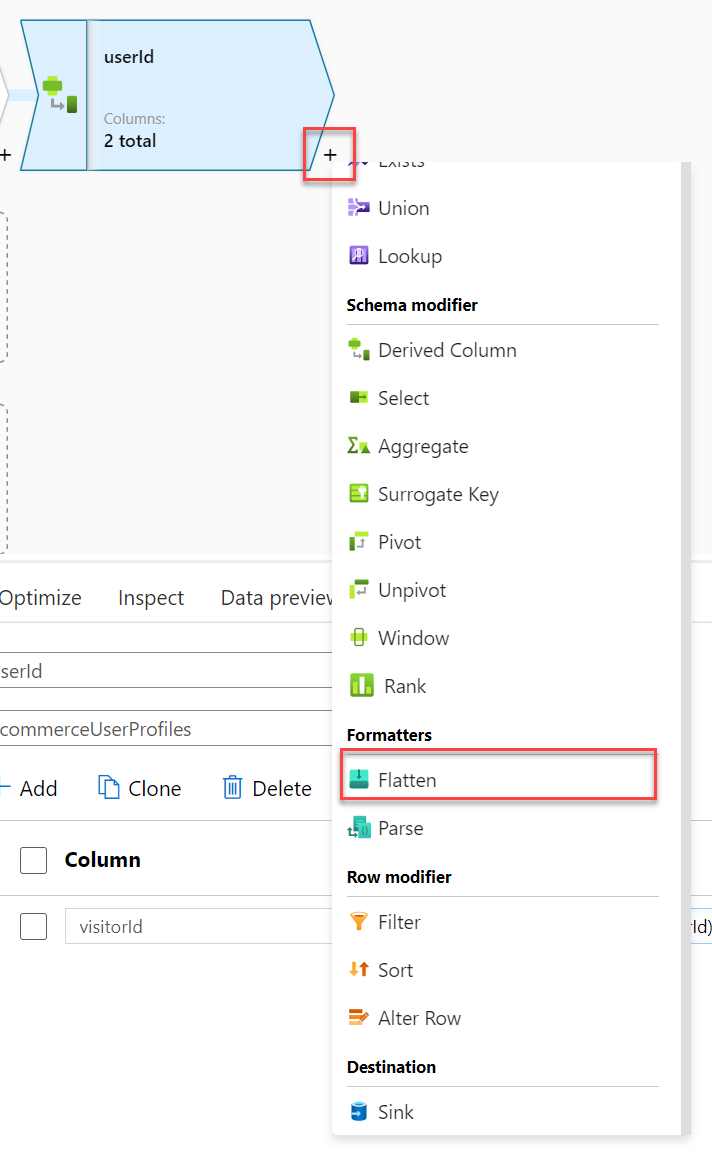 userId
Columns:
2 total
+
+
Exists
Union
Lookup
Schema modifier
Derived Column
Select
Aggregate
Surrogate Key
Pivot
Unpivot
Window
Rank
Formatters
Flatten
Parse
Row modifier
Filter
Sort
Alter Row
Destination
Sink
Optimize Inspect Data preview
serId
commerceUserProfiles
+ Add Clone Delete
Column
visitorId
rId)